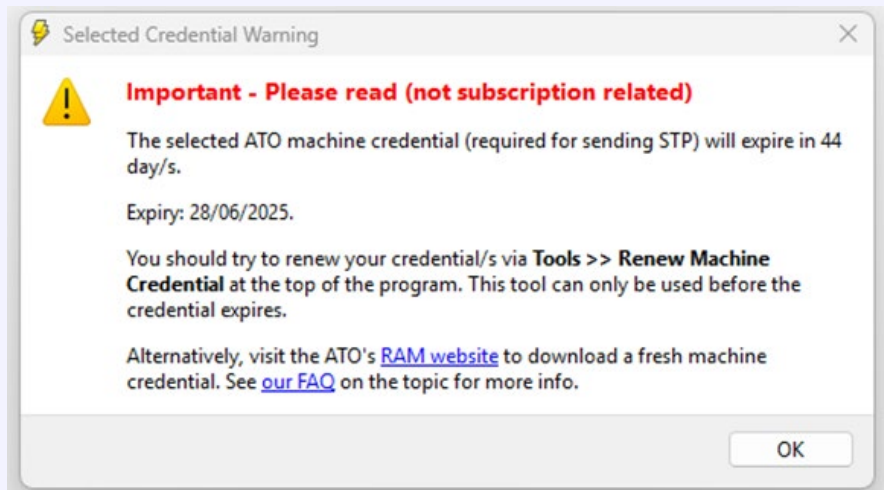 Selected Credential Warning
Important - Please read (not subscription related)
The selected ATO machine credential (required for sending STP) will expire in 44
day/s.
Expiry: 28/06/2025.
You should try to renew your credential/s via Tools >> Renew Machine
Credential at the top of the program. This tool can only be used before the
credential expires.
Alternatively, visit the ATO's RAM website to download a fresh machine
credential. See our FAQ on the topic for more info.
OK